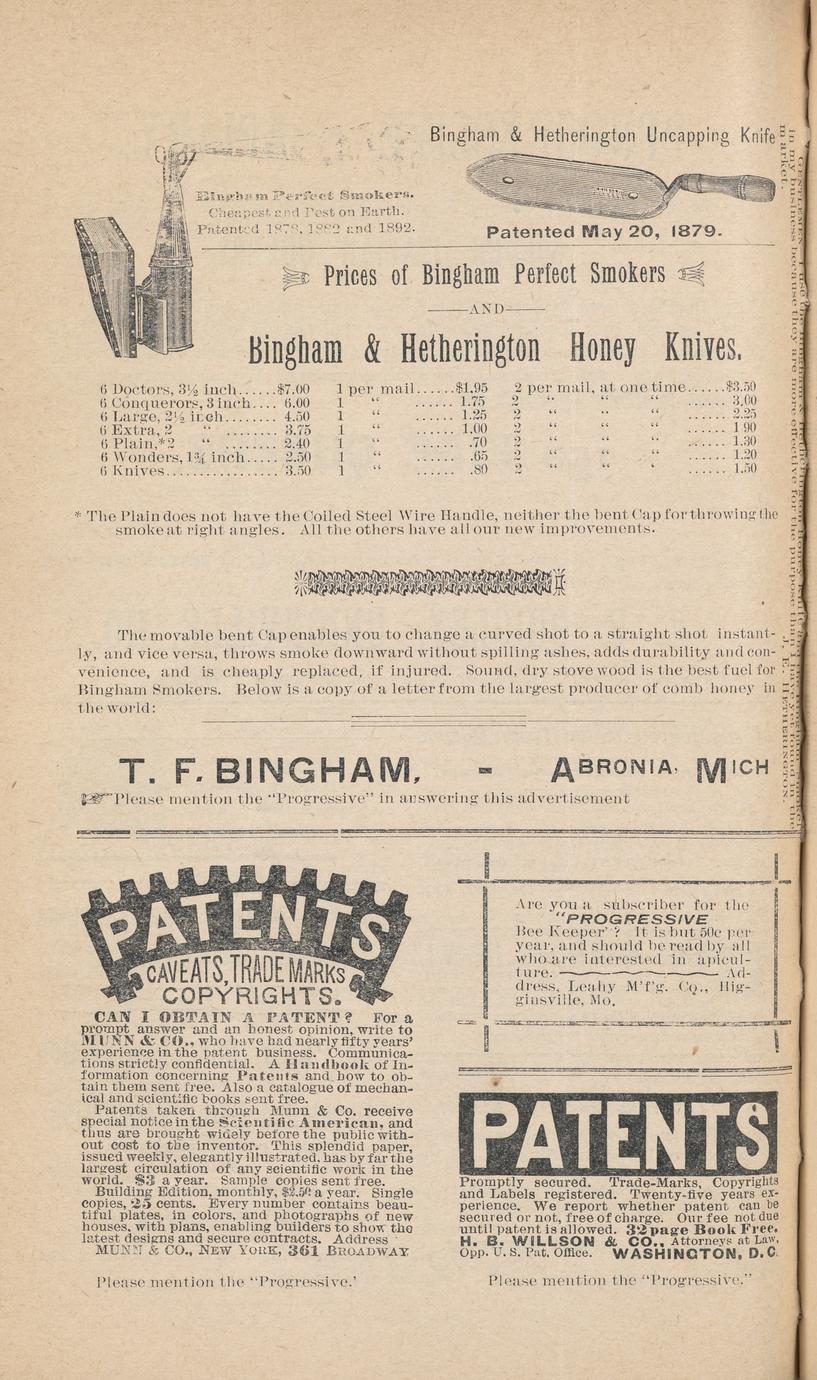 Bingham & Hetherington Uncapping Knife
Patented May 20, 1879.
Bingham Perfect Smokers.
Cheapest and Best on Earth.
Patented 1878, 1882 and 1892.
Prices of Bingham Perfect Smokers
AND
Bingham & Hetherington Honey Knives.
6 Doctors, 3½ inch......$7.00 1 per mail......$1.95 2 per mail, at one time......$3.50
6 Conquerors, 3 inch.... 6.00 1 “ ...... 1.75 2 “ “ “ ...... 3.00
6 Large, 2½ inch........ 4.50 1 “ ...... 1.25 2 “ “ “ ...... 2.25
6 Extra, 2 “ ........ 3.75 1 “ ...... 1.00 2 “ “ “ ...... 1 90
6 Plain,*2 “ ........ 2.40 1 “ ...... .70 2 “ “ “ ...... 1.30
6 Wonders, 1¾ inch..... 2.50 1 “ ...... .65 2 “ “ “ ...... 1.20
6 Knives................ 3.50 1 “ ...... .80 2 “ “ ‘ ...... 1.50
* The Plain does not have the Coiled Steel Wire Handle, neither the bent Cap for throwing the
smoke at right angles. All the others have all our new improvements.
The movable bent Cap enables you to change a curved shot to a straight shot instant-
ly, and vice versa, throws smoke downward without spilling ashes, adds durability and con-
venience, and is cheaply replaced, if injured. Sound, dry stove wood is the best fuel for
Bingham Smokers. Below is a copy of a letter from the largest producer of comb honey in
the world:
T. F. BINGHAM, - ABRONIA, MICH
Please mention the “Progressive” in answering this advertisement
PATENTS
CAVEATS, TRADE MARKS
COPYRIGHTS.
CAN I OBTAIN A PATENT? For a
prompt answer and an honest opinion, write to
MUNN & CO., who have had nearly fifty years’
experience in the patent business. Communica-
tions strictly confidential. A Handbook of In-
formation concerning Patents and how to ob-
tain them sent free. Also a catalogue of mechan-
ical and scientific books sent free.
Patents taken through Munn & Co. receive
special notice in the Scientific American, and
thus are brought widely before the public with-
out cost to the inventor. This splendid paper,
issued weekly, elegantly illustrated, has by far the
largest circulation of any scientific work in the
world. $3 a year. Sample copies sent free.
Building Edition, monthly, $2.50 a year. Single
copies, 25 cents. Every number contains beau-
tiful plates, in colors, and photographs of new
houses, with plans, enabling builders to show the
latest designs and secure contracts. Address
MUNN & CO., NEW YORK, 361 BROADWAY
Please mention the “Progressive.’
Are you a subscriber for the
“PROGRESSIVE
Bee Keeper’ ? It is but 50c per
year, and should be read by all
who are interested in apicul-
ture. Ad-
dress, Leahy M’f’g. Co., Hig-
ginsville, Mo.
PATENTS
Promptly secured. Trade-Marks, Copyrights
and Labels registered. Twenty-five years ex-
perience. We report whether patent can be
secured or not, free of charge. Our fee not due
until patent is allowed. 32 page Book Free.
H. B. WILLSON & CO., Attorneys at Law,
Opp. U. S. Pat. Office. WASHINGTON, D. C.
Please mention the “Progressive.”